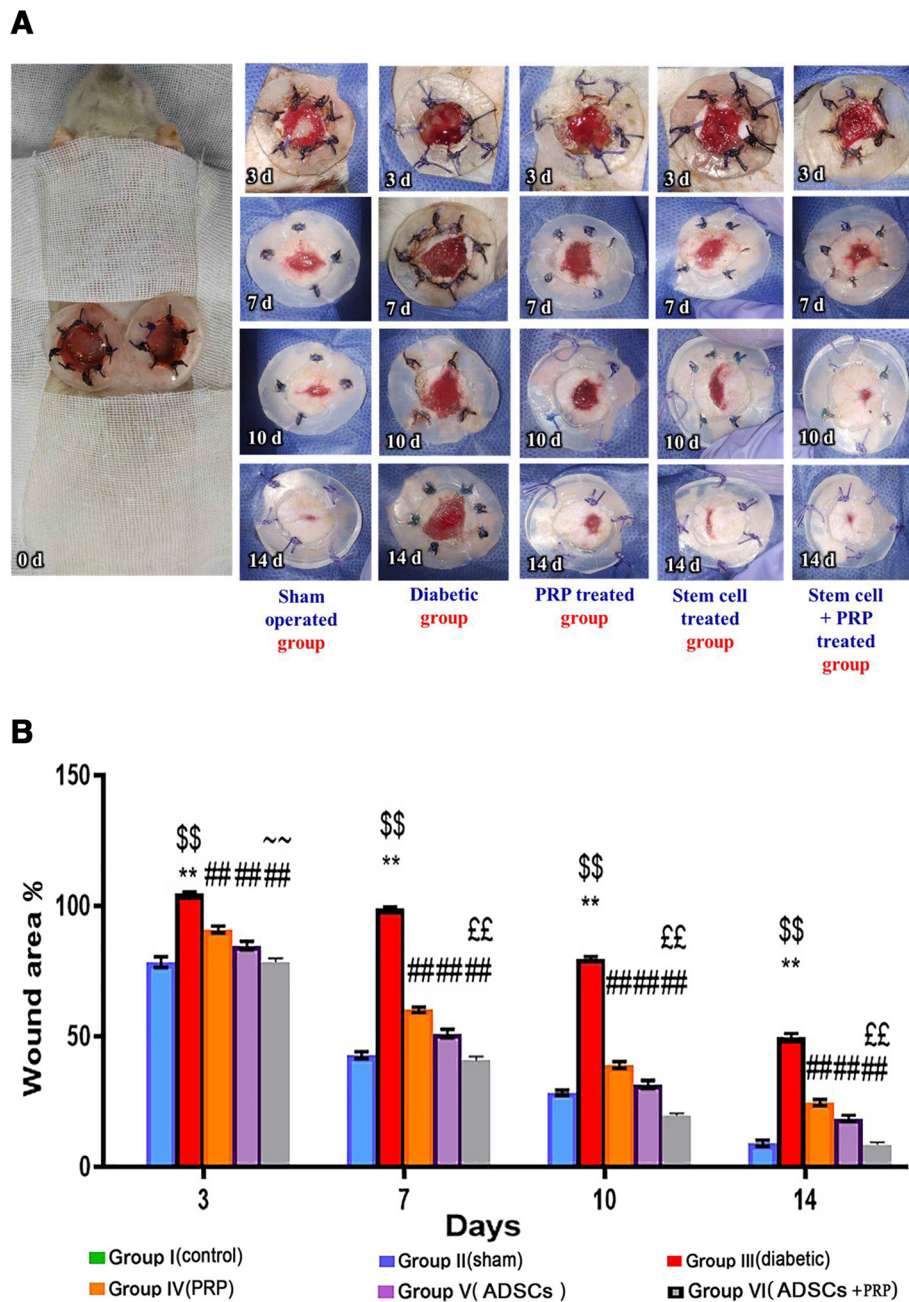 A
3 d 3 d 3 d 3 d 3 d
7 d 7 d 7 d 7 d 7 d
10 d 10 d 10 d 10 d 10 d
0 d 14 d 14 d 14 d 14 d 14 d
Sham Diabetic PRP treated Stem cell Stem cell
operated group group treated + PRP
group group treated
group
B
150
$$ ~~
** ## ## ##
$$
** ££
######
$$
** ££
######
$$
** ££
######
100
50
0
Wound area %
3 7 10 14
Days
Group I(control) Group II(sham) Group III(diabetic)
Group IV(PRP) Group V( ADSCs ) Group VI( ADSCs +PRP)